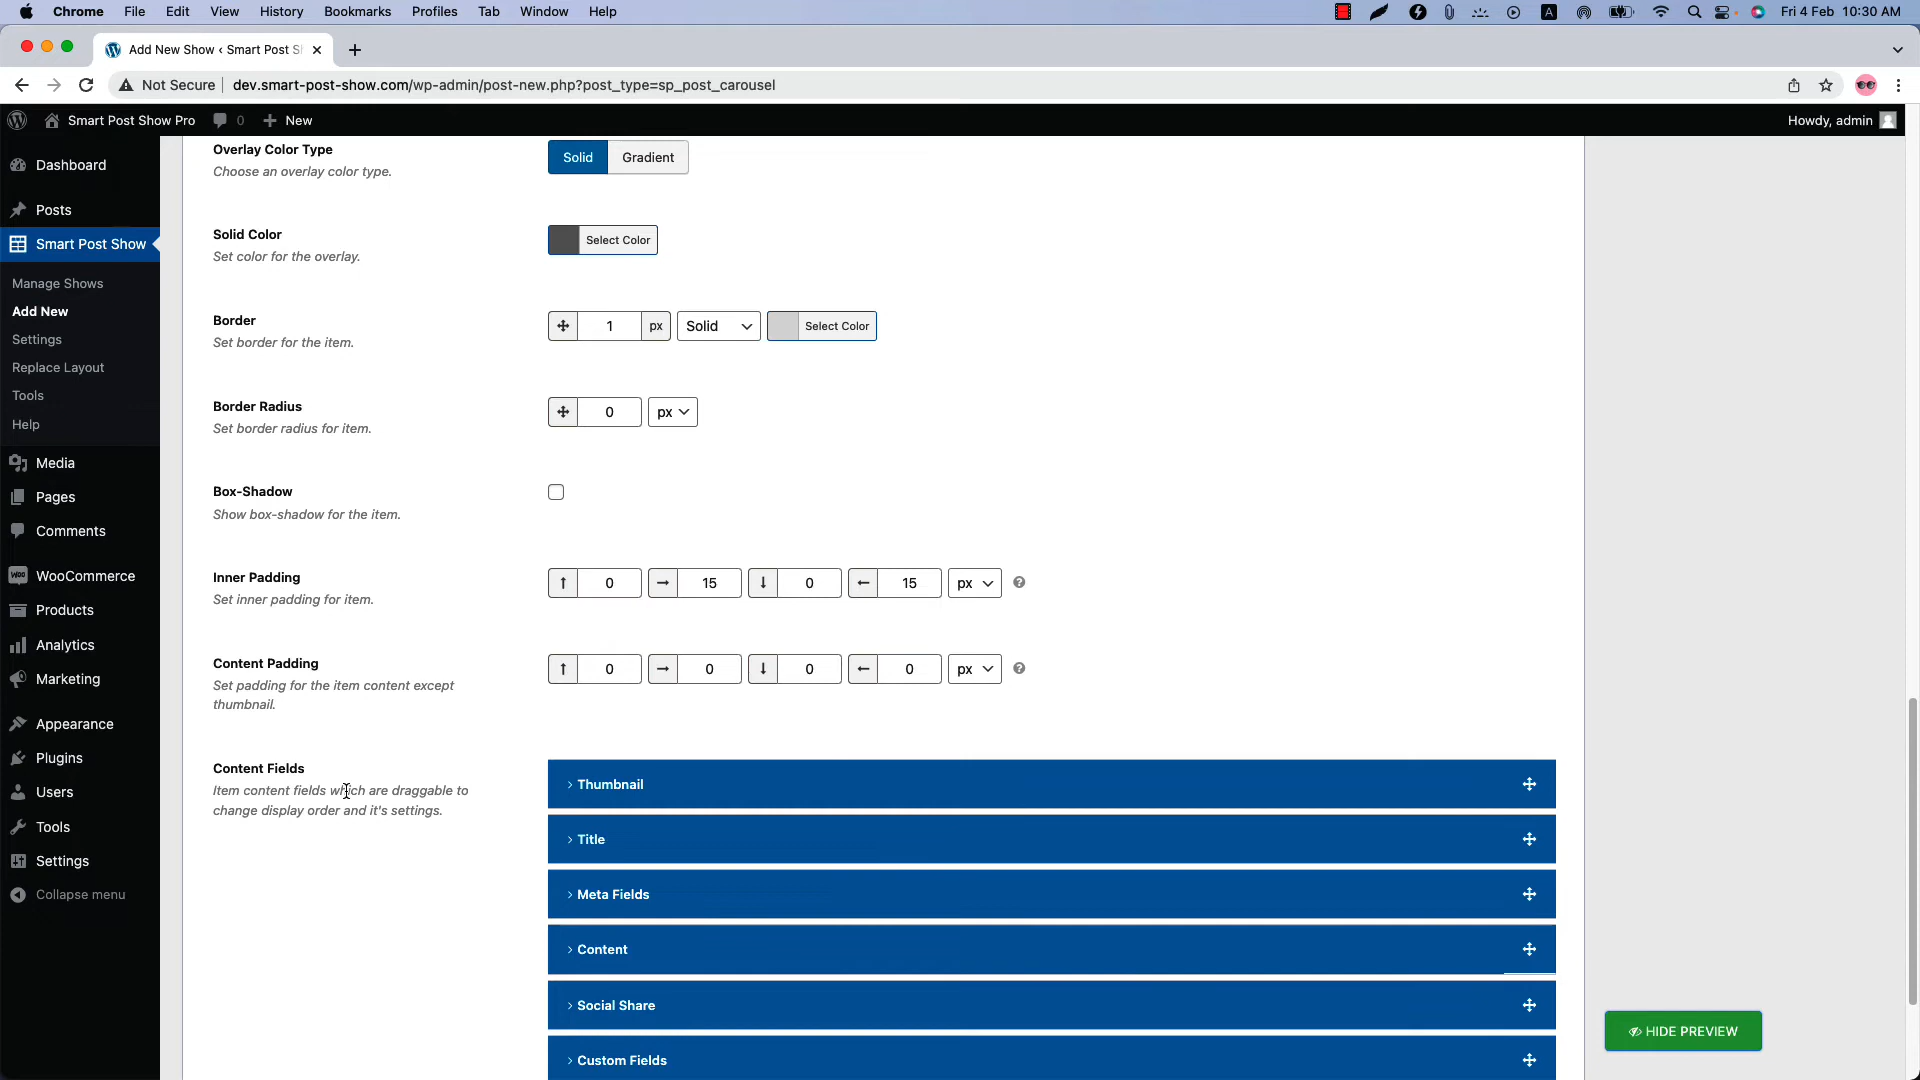 Chrome File Edit View History Bookmarks Profiles Tab Window Help A Fri 4 Feb 10:30 AM
Add New Show ‹ Smart Post S
Not Secure dev.smart-post-show.com/wp-admin/post-new.php?post_type=sp_post_carousel
Smart Post Show Pro 0 New Howdy, admin
Dashboard
Posts
Smart Post Show
Manage Shows
Add New
Settings
Replace Layout
Tools
Help
Media
Pages
Comments
Woo WooCommerce
Products
Analytics
Marketing
Appearance
Plugins
Users
Tools
Settings
Collapse menu
Overlay Color Type
Choose an overlay color type.
Solid Gradient
Solid Color
Set color for the overlay.
Select Color
Border
Set border for the item.
1 px Solid Select Color
Border Radius
Set border radius for item.
0 px
Box-Shadow
Show box-shadow for the item.
Inner Padding
Set inner padding for item.
↑ 0 → 15 ↓ 0 ← 15 px ?
Content Padding
Set padding for the item content except
thumbnail.
↑ 0 → 0 ↓ 0 ← 0 px ?
Content Fields
Item content fields which are draggable to
change display order and it's settings.
Thumbnail
Title
Meta Fields
Content
Social Share
Custom Fields
HIDE PREVIEW